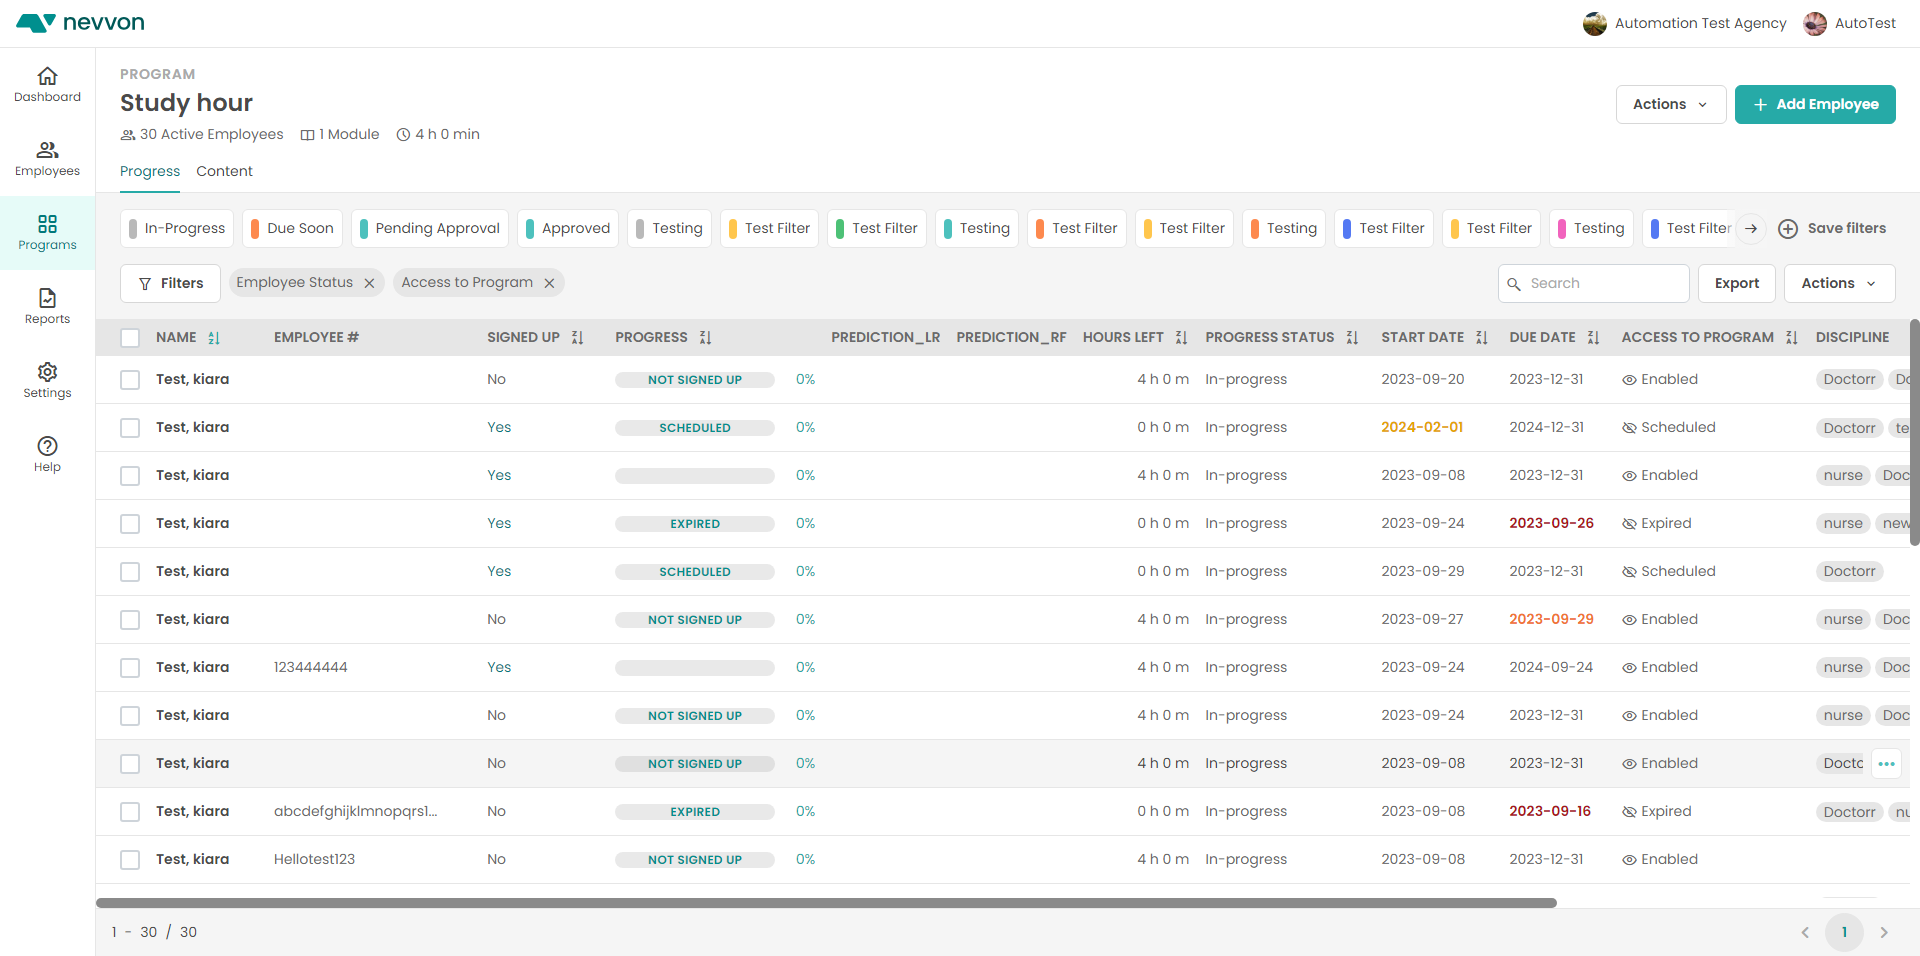 nevvon
Automation Test Agency AutoTest
Dashboard
Employees
Programs
Reports
Settings
Help
PROGRAM
Study hour
30 Active Employees 1 Module 4 h 0 min
Actions + Add Employee
Progress Content
In-Progress Due Soon Pending Approval Approved Testing Test Filter Test Filter Testing Test Filter Test Filter Testing Test Filter Test Filter Testing Test Filter Save filters
Filters Employee Status Access to Program Search Export Actions
NAME EMPLOYEE # SIGNED UP PROGRESS PREDICTION_LR PREDICTION_RF HOURS LEFT PROGRESS STATUS START DATE DUE DATE ACCESS TO PROGRAM DISCIPLINE
Test, kiara No NOT SIGNED UP 0% 4 h 0 m In-progress 2023-09-20 2023-12-31 Enabled Doctorr
Test, kiara Yes SCHEDULED 0% 0 h 0 m In-progress 2024-02-01 2024-12-31 Scheduled Doctorr te
Test, kiara Yes 0% 4 h 0 m In-progress 2023-09-08 2023-12-31 Enabled nurse Doc
Test, kiara Yes EXPIRED 0% 0 h 0 m In-progress 2023-09-24 2023-09-26 Expired nurse new
Test, kiara Yes SCHEDULED 0% 0 h 0 m In-progress 2023-09-29 2023-12-31 Scheduled Doctorr
Test, kiara No NOT SIGNED UP 0% 4 h 0 m In-progress 2023-09-27 2023-09-29 Enabled nurse Doc
Test, kiara 123444444 Yes 0% 4 h 0 m In-progress 2023-09-24 2024-09-24 Enabled nurse Doc
Test, kiara No NOT SIGNED UP 0% 4 h 0 m In-progress 2023-09-24 2023-12-31 Enabled nurse Doc
Test, kiara No NOT SIGNED UP 0% 4 h 0 m In-progress 2023-09-08 2023-12-31 Enabled Docto ...
Test, kiara abcdefghijklmnopqrs1... No EXPIRED 0% 0 h 0 m In-progress 2023-09-08 2023-09-16 Expired Doctorr
Test, kiara Hellotest123 No NOT SIGNED UP 0% 4 h 0 m In-progress 2023-09-08 2023-12-31 Enabled
1 - 30 / 30 1